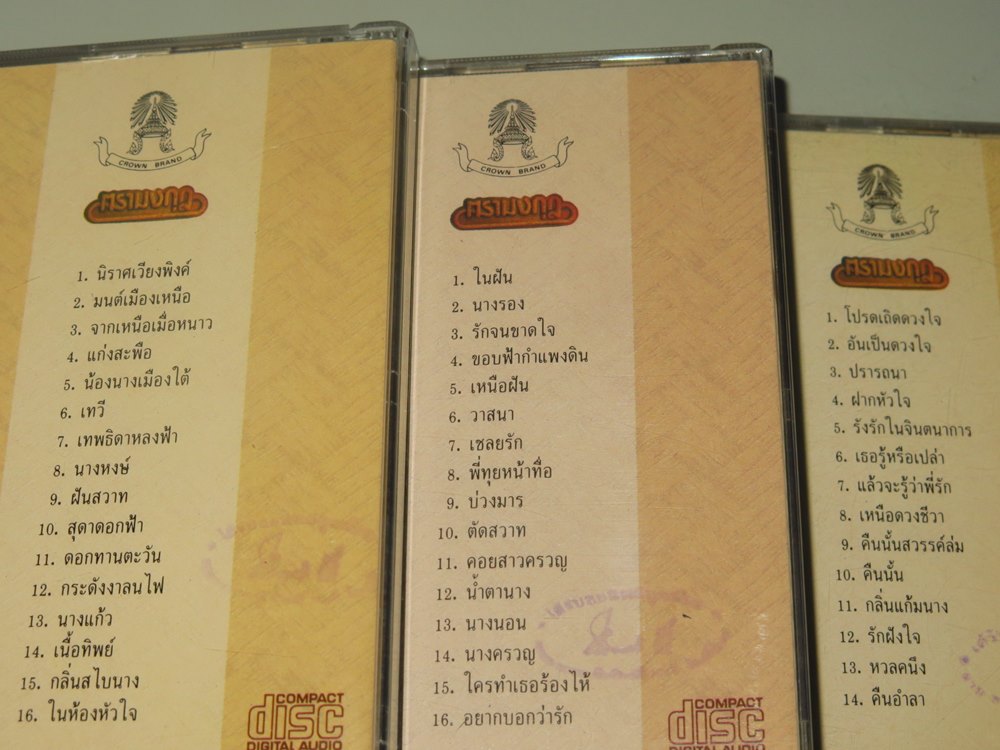 CROWN BRAND
ตรามงกุฎ
1. นิราศเวียงพิงค์
2. มนต์เมืองเหนือ
3. จากเหนือเมื่อหนาว
4. แก่งสะพือ
5. น้องนางเมืองใต้
6. เทวี
7. เทพธิดาหลงฟ้า
8. นางหงษ์
9. ฝันสวาท
10. สุดาดอกฟ้า
11. ดอกทานตะวัน
12. กระดังงาลนไฟ
13. นางแก้ว
14. เนื้อทิพย์
15. กลิ่นสไบนาง
16. ในห้องหัวใจ
COMPACT
disc
DIGITAL AUDIO
CROWN BRAND
ตรามงกุฎ
1. ในฝัน
2. นางรอง
3. รักจนขาดใจ
4. ขอบฟ้ากำแพงดิน
5. เหนือฝัน
6. วาสนา
7. เชลยรัก
8. พี่ทุยหน้าทื่อ
9. บ่วงมาร
10. ตัดสวาท
11. คอยสาวครวญ
12. น้ำตานาง
13. นางนอน
14. นางครวญ
15. ใครทำเธอร้องไห้
16. อยากบอกว่ารัก
COMPACT
disc
DIGITAL AUDIO
CROWN BRAND
ตรามงกุฎ
1. โปรดเถิดดวงใจ
2. อันเป็นดวงใจ
3. ปรารถนา
4. ฝากหัวใจ
5. รังรักในจินตนาการ
6. เธอรู้หรือเปล่า
7. แล้วจะรู้ว่าพี่รัก
8. เหนือดวงชีวา
9. คืนนั้นสวรรค์ล่ม
10. คืนนั้น
11. กลิ่นแก้มนาง
12. รักฝังใจ
13. หวลคนึง
14. คืนอำลา